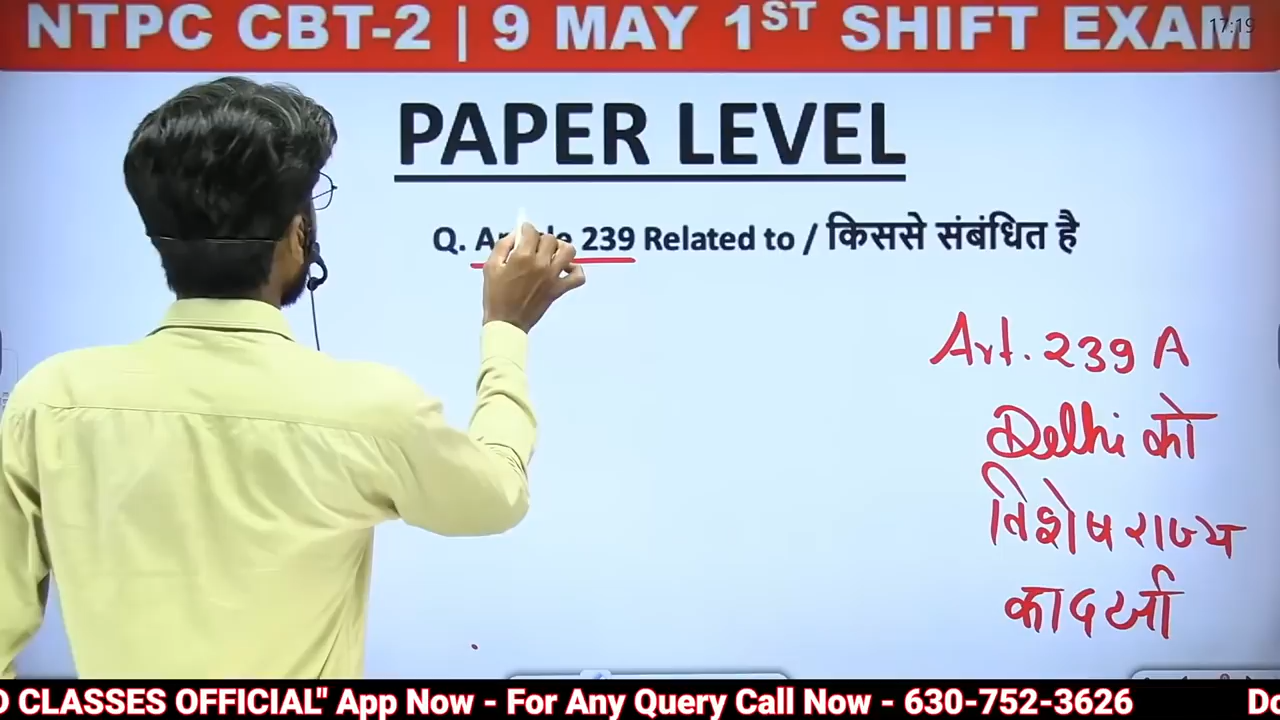 NTPC CBT-2 | 9 MAY 1ST SHIFT EXAM
17:19
PAPER LEVEL
Q. Article 239 Related to / किससे संबंधित है
Art. 239 A
Delhi को
विशेष राज्य
का दर्जा
CLASSES OFFICIAL" App Now - For Any Query Call Now - 630-752-3626